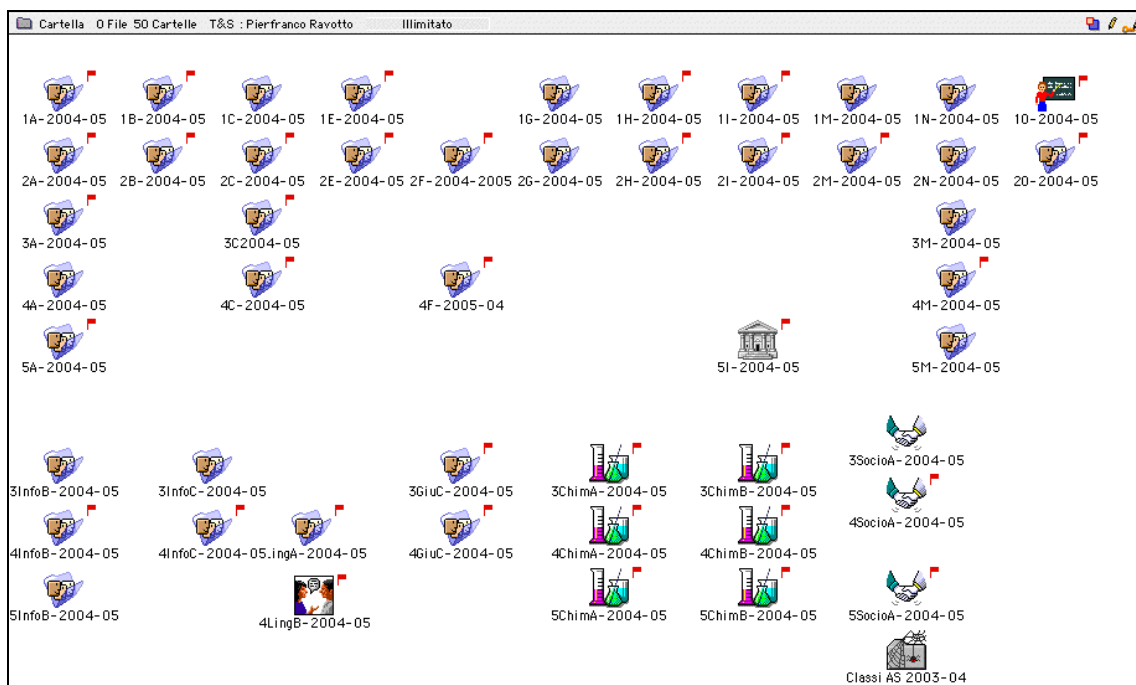 Cartella 0 File 50 Cartelle T&S : Pierfranco Ravotto Illimitato
1A-2004-05 1B-2004-05 1C-2004-05 1E-2004-05 1G-2004-05 1H-2004-05 1I-2004-05 1M-2004-05 1N-2004-05 1O-2004-05
2A-2004-05 2B-2004-05 2C-2004-05 2E-2004-05 2F-2004-2005 2G-2004-05 2H-2004-05 2I-2004-05 2M-2004-05 2N-2004-05 2O-2004-05
3A-2004-05 3C2004-05 3M-2004-05
4A-2004-05 4C-2004-05 4F-2005-04 4M-2004-05
5A-2004-05 5I-2004-05 5M-2004-05
3SocioA-2004-05
3InfoB-2004-05 3InfoC-2004-05 3GiuC-2004-05 3ChimA-2004-05 3ChimB-2004-05
4SocioA-2004-05
4InfoB-2004-05 4InfoC-2004-05 .ingA-2004-05 4GiuC-2004-05 4ChimA-2004-05 4ChimB-2004-05
5InfoB-2004-05 5ChimA-2004-05 5ChimB-2004-05 5SocioA-2004-05
4LingB-2004-05
Classi AS 2003-04